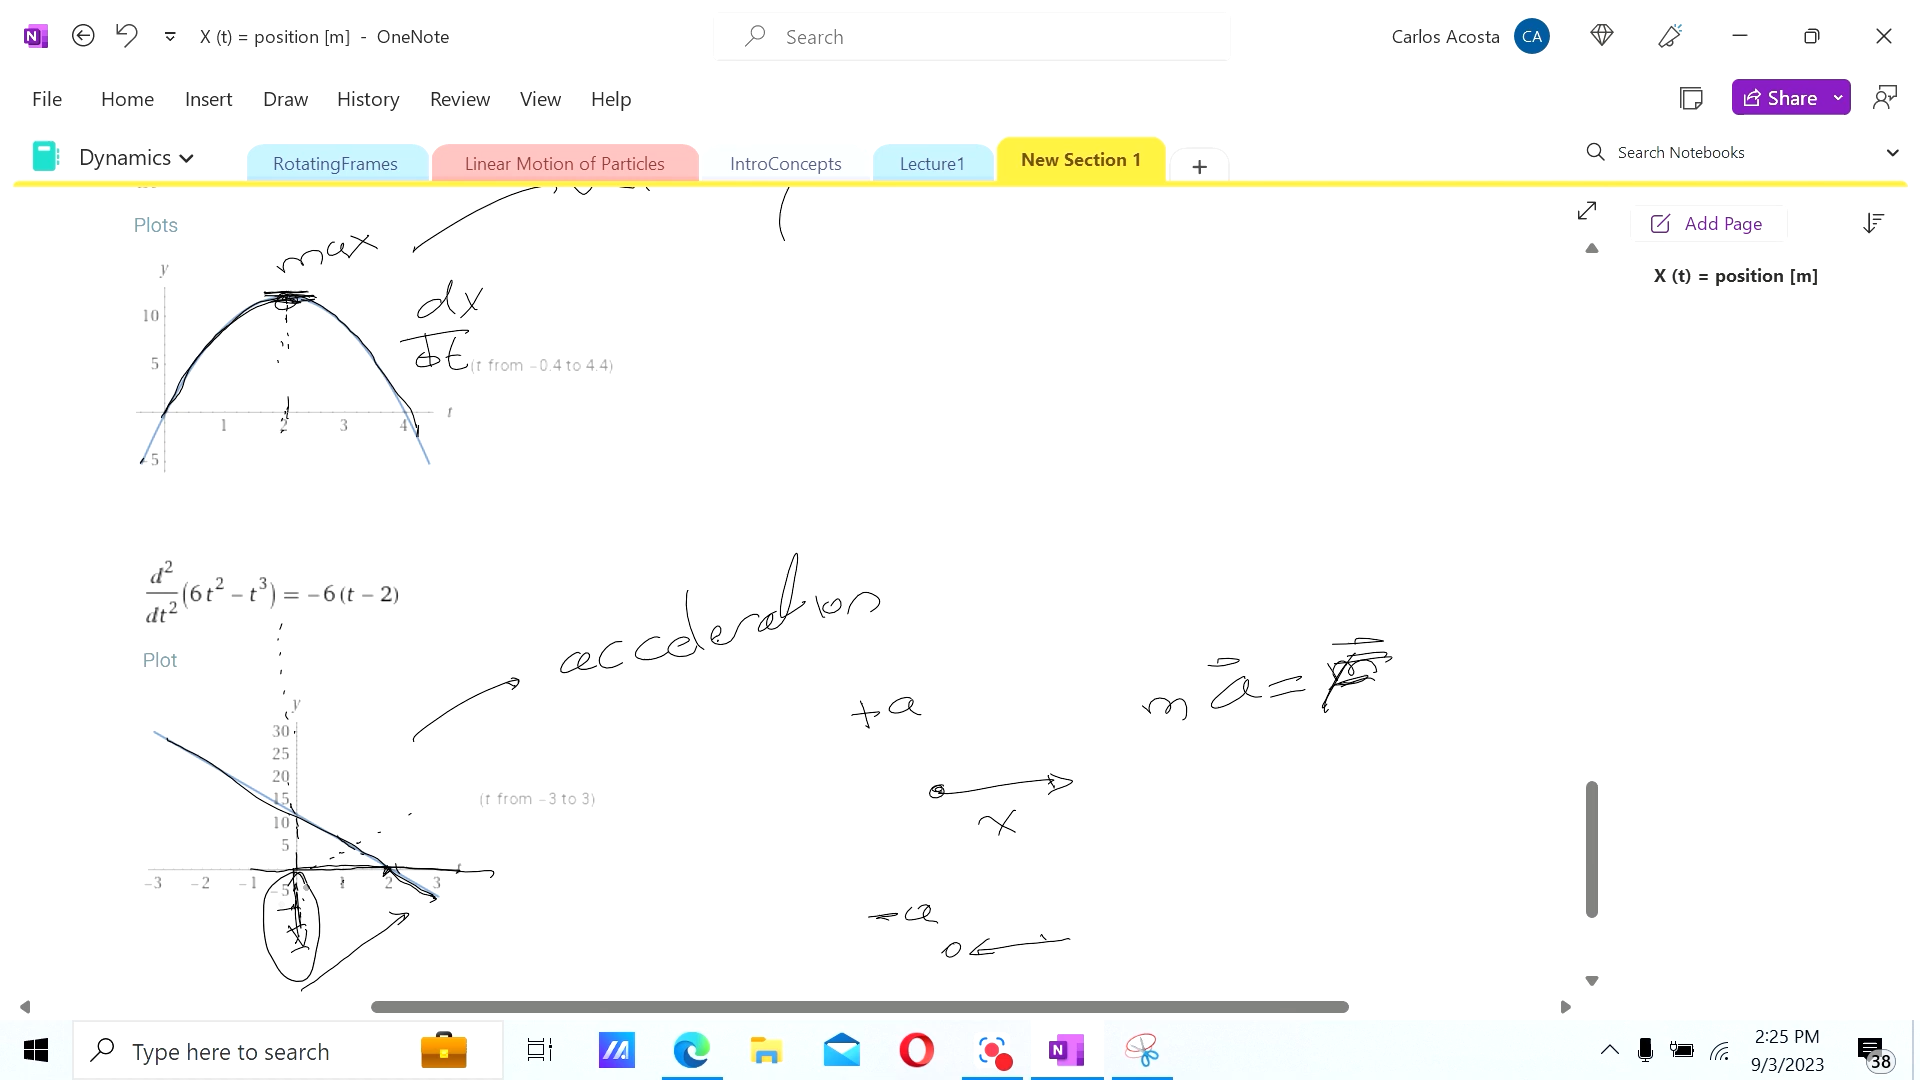 X (t) = position [m] - OneNote
Search
Carlos Acosta
CA
File Home Insert Draw History Review View Help
Share
Dynamics
RotatingFrames
Linear Motion of Particles
IntroConcepts
Lecture1
New Section 1
+
Search Notebooks
Add Page
X (t) = position [m]
Plots
max
y
10
5
-5
1 2 3 4
t
dx
dt
(t from -0.4 to 4.4)
d²/dt² (6t² − t³) = −6(t − 2)
Plot
acceleration
y
30
25
20
15
10
5
-5
-3 -2 -1 1 2 3
t
(t from -3 to 3)
+a
m a =
x
-a
Type here to search
2:25 PM
9/3/2023
38